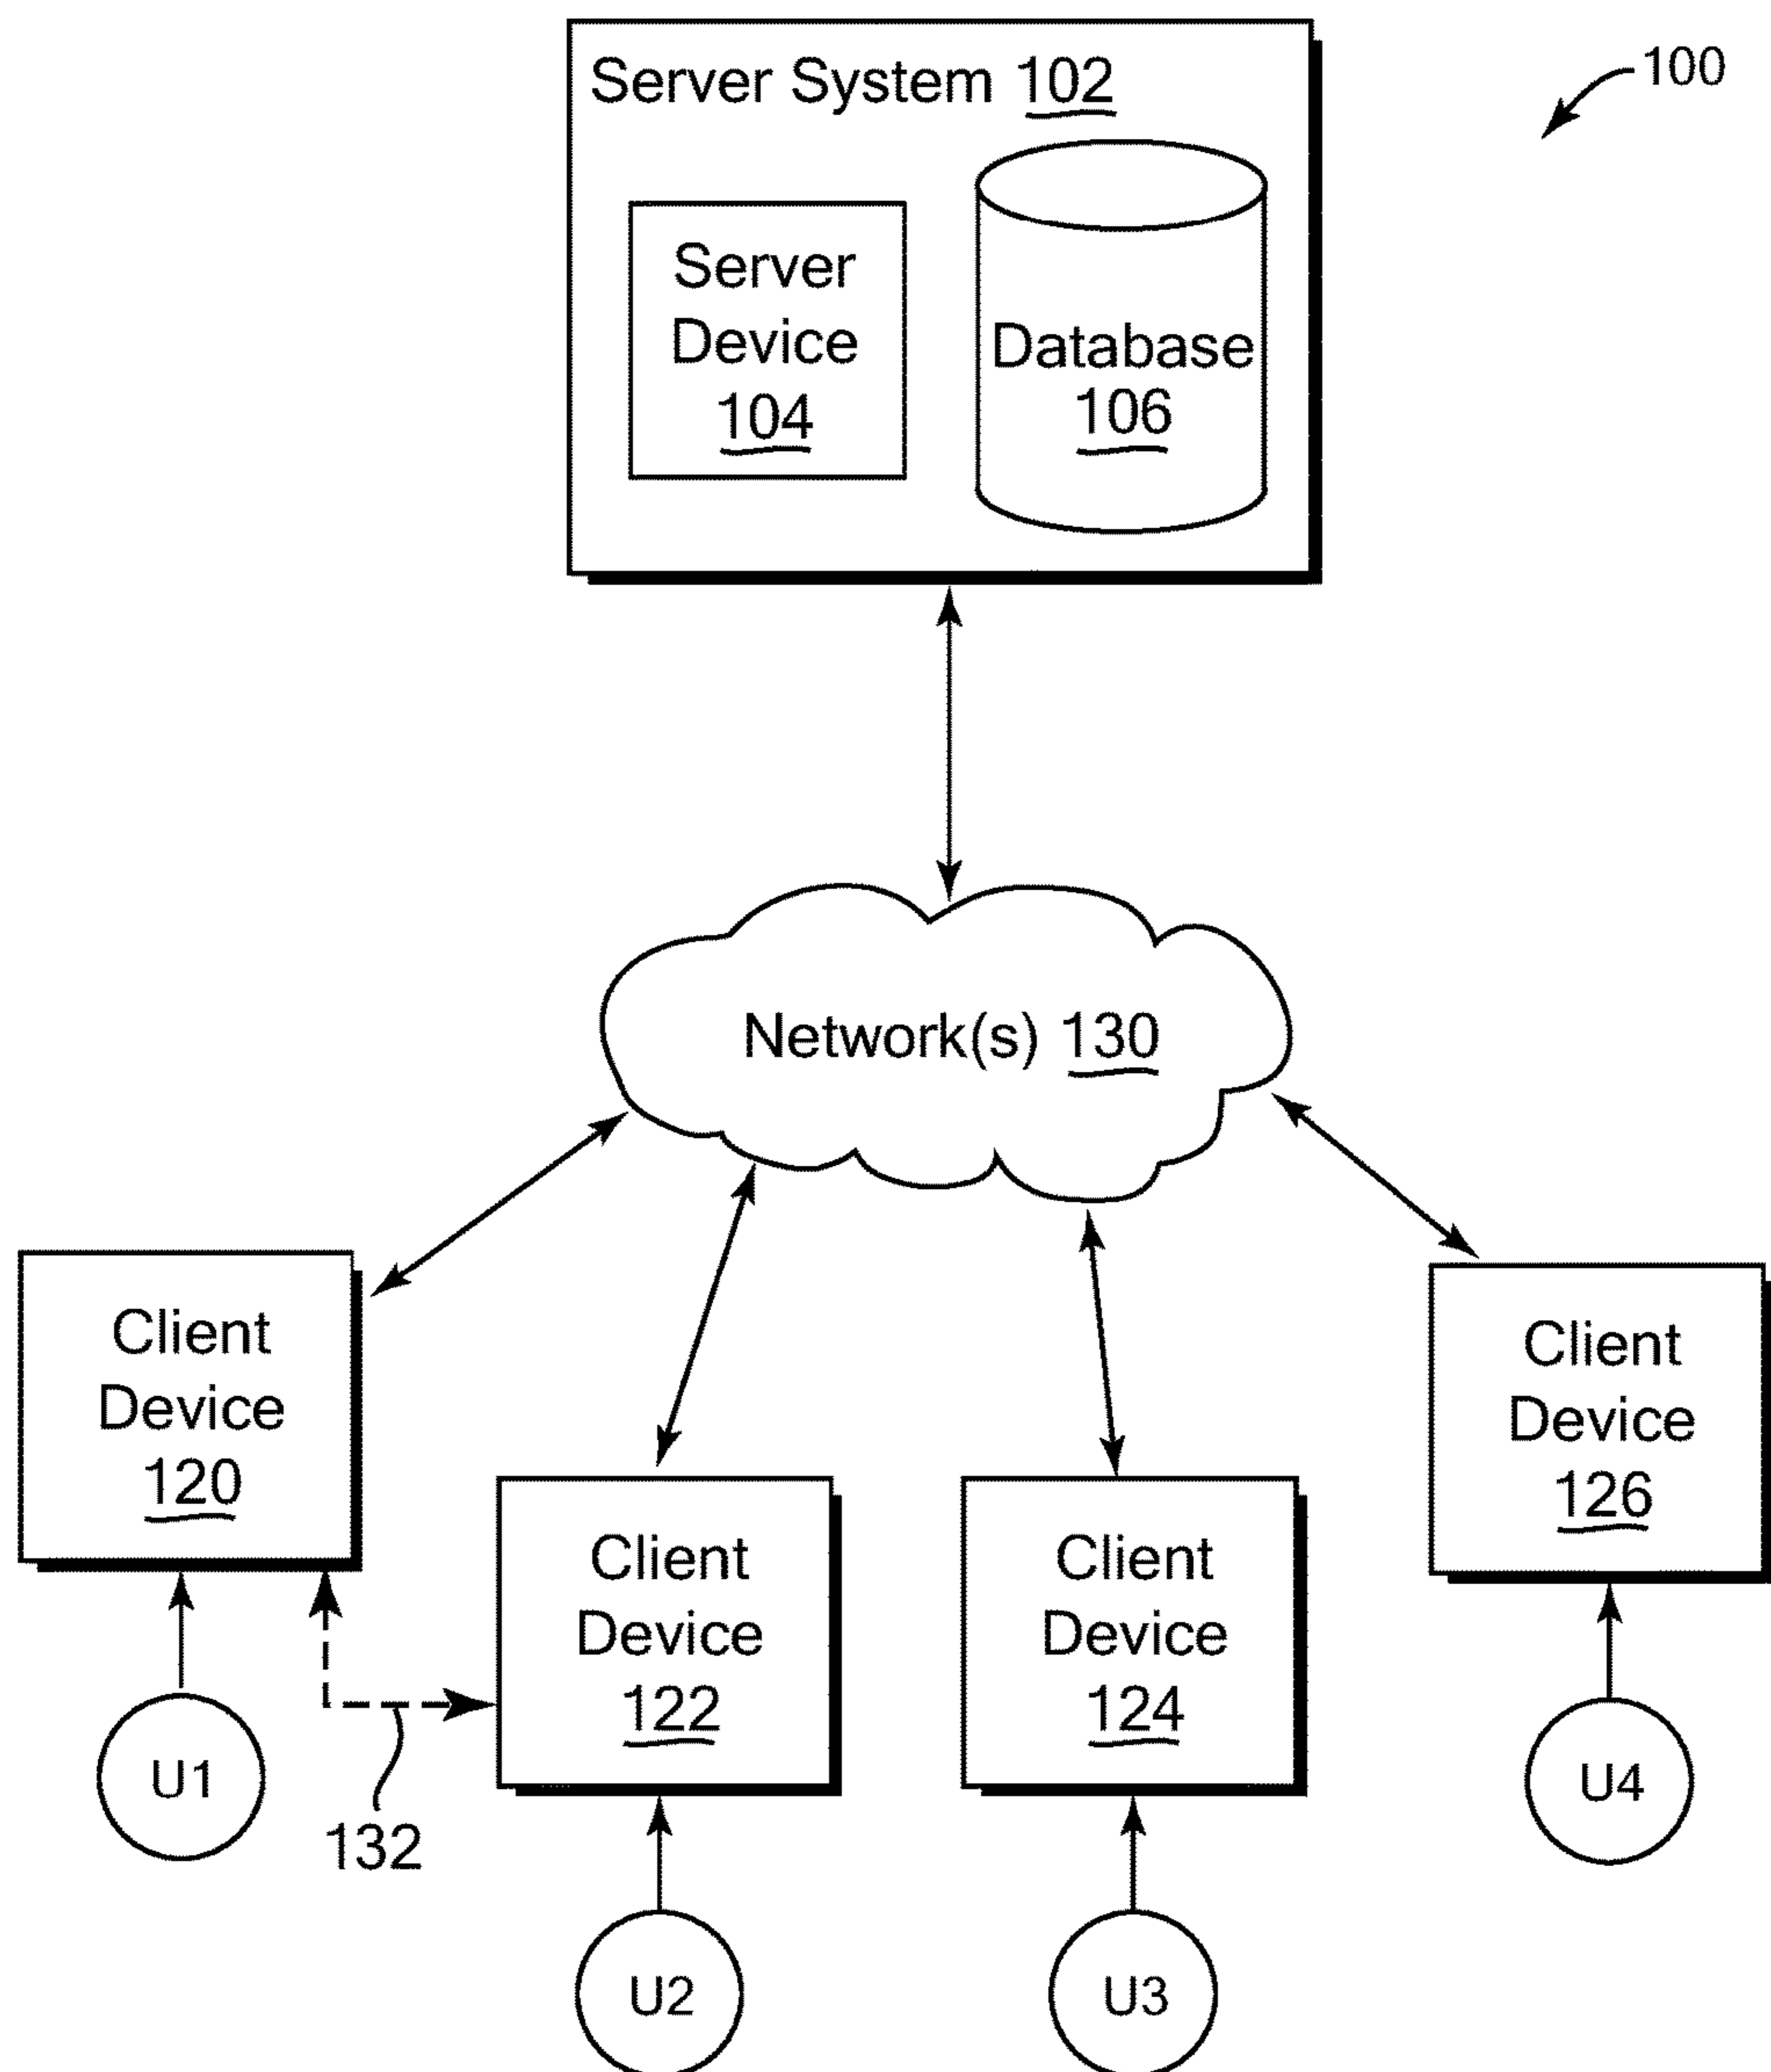 Server System 102
100
Server
Device
104
Database
106
Network(s) 130
Client
Device
120
Client
Device
122
Client
Device
124
Client
Device
126
132
U1
U2
U3
U4